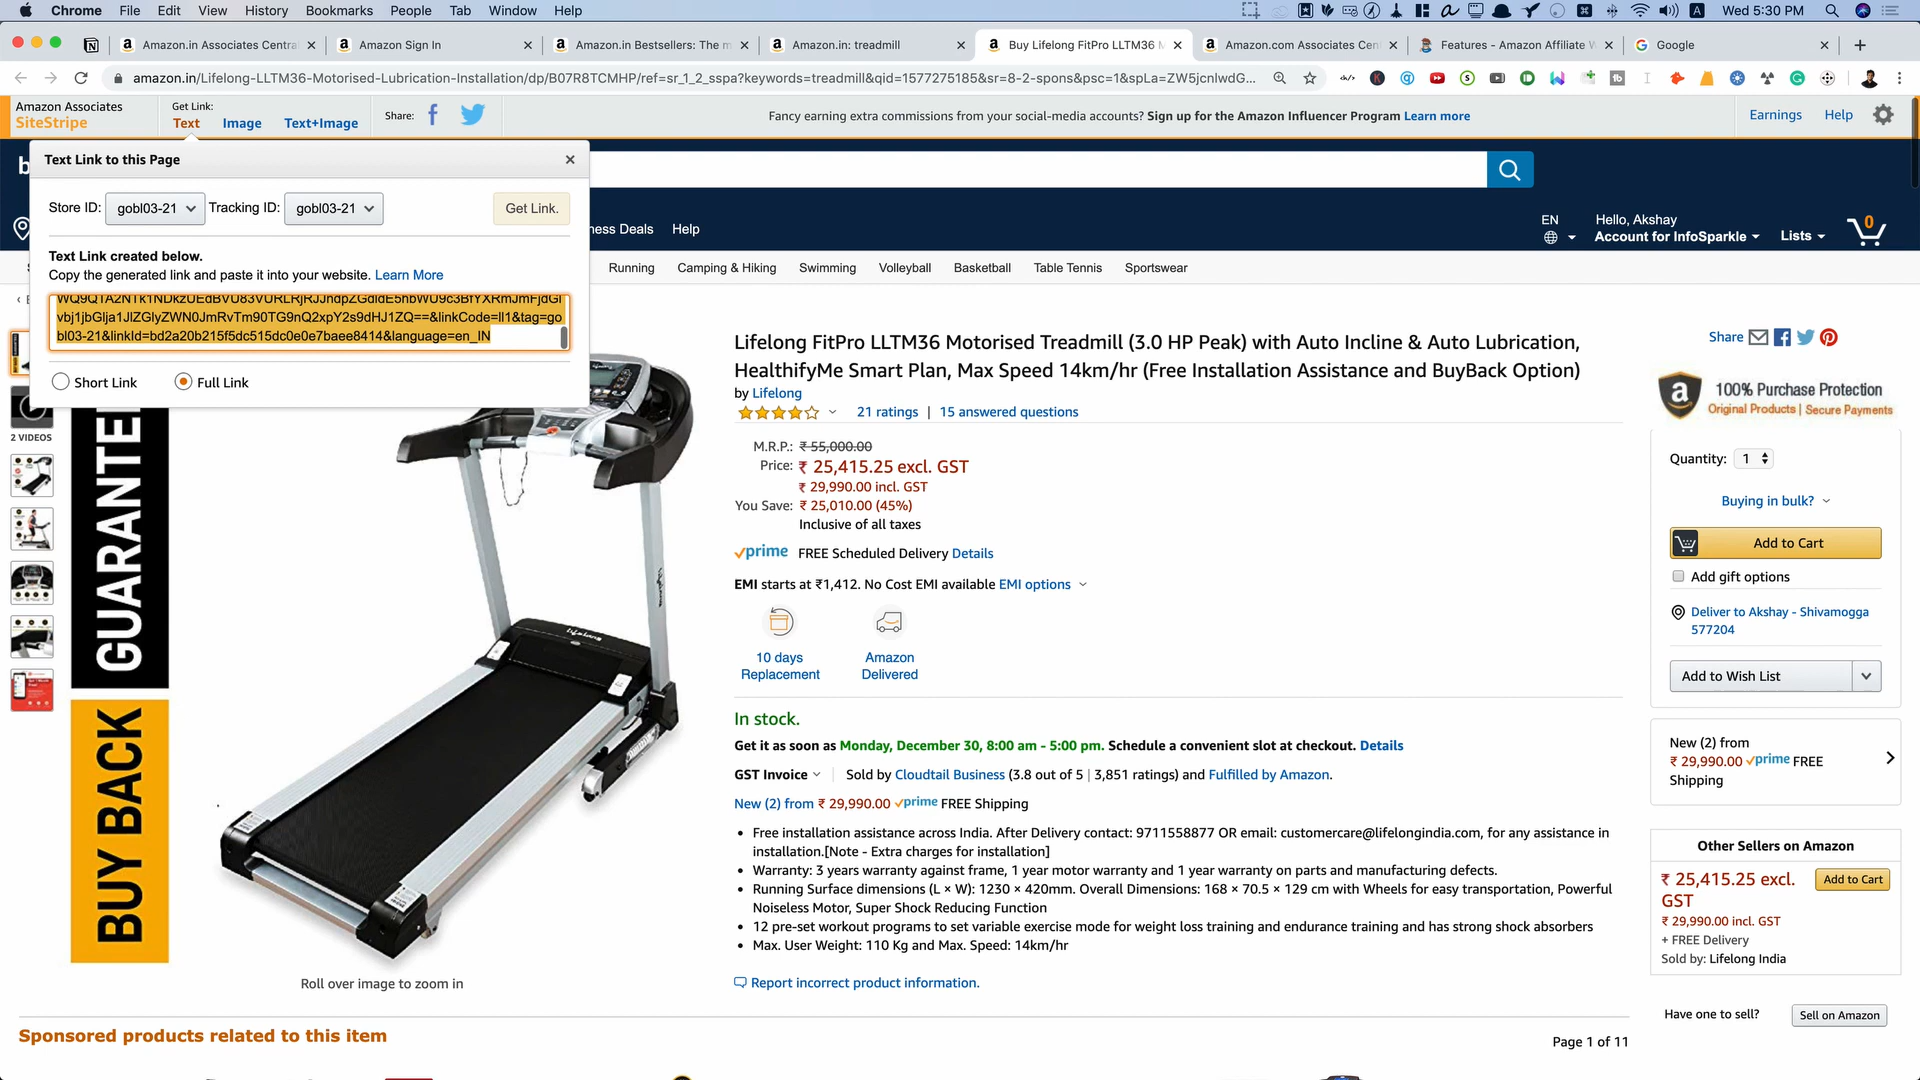 Chrome File Edit View History Bookmarks People Tab Window Help
Wed 5:30 PM
Amazon.in Associates Central
Amazon Sign In
Amazon.in Bestsellers: The m
Amazon.in: treadmill
Buy Lifelong FitPro LLTM36 M
Amazon.com Associates Cen
Features - Amazon Affiliate W
Google
amazon.in/Lifelong-LLTM36-Motorised-Lubrication-Installation/dp/B07R8TCMHP/ref=sr_1_2_sspa?keywords=treadmill&qid=1577275185&sr=8-2-spons&psc=1&spLa=ZW5jcnlwdG...
Amazon Associates
SiteStripe
Get Link:
Text Image Text+Image
Share:
Fancy earning extra commissions from your social-media accounts? Sign up for the Amazon Influencer Program Learn more
Earnings Help
Text Link to this Page
Store ID: gobl03-21 Tracking ID: gobl03-21 Get Link.
Text Link created below.
Copy the generated link and paste it into your website. Learn More
vbj1jbGlja1JlZGlyZWN0JmRvTm90TG9nQ2xpY2s9dHJ1ZQ==&linkCode=ll1&tag=go
bl03-21&linkId=bd2a20b215f5dc515dc0e0e7baee8414&language=en_IN
Short Link Full Link
ness Deals Help
EN
Hello, Akshay
Account for InfoSparkle
Lists
0
Running Camping & Hiking Swimming Volleyball Basketball Table Tennis Sportswear
2 VIDEOS
GUARANTE
BUY BACK
Roll over image to zoom in
Lifelong FitPro LLTM36 Motorised Treadmill (3.0 HP Peak) with Auto Incline & Auto Lubrication,
HealthifyMe Smart Plan, Max Speed 14km/hr (Free Installation Assistance and BuyBack Option)
by Lifelong
21 ratings | 15 answered questions
M.R.P.: ₹ 55,000.00
Price: ₹ 25,415.25 excl. GST
₹ 29,990.00 incl. GST
You Save: ₹ 25,010.00 (45%)
Inclusive of all taxes
prime FREE Scheduled Delivery Details
EMI starts at ₹1,412. No Cost EMI available EMI options
10 days
Replacement
Amazon
Delivered
In stock.
Get it as soon as Monday, December 30, 8:00 am - 5:00 pm. Schedule a convenient slot at checkout. Details
GST Invoice Sold by Cloudtail Business (3.8 out of 5 | 3,851 ratings) and Fulfilled by Amazon.
New (2) from ₹ 29,990.00 prime FREE Shipping
• Free installation assistance across India. After Delivery contact: 9711558877 OR email: customercare@lifelongindia.com, for any assistance in
installation.[Note - Extra charges for installation]
• Warranty: 3 years warranty against frame, 1 year motor warranty and 1 year warranty on parts and manufacturing defects.
• Running Surface dimensions (L × W): 1230 × 420mm. Overall Dimensions: 168 × 70.5 × 129 cm with Wheels for easy transportation, Powerful
Noiseless Motor, Super Shock Reducing Function
• 12 pre-set workout programs to set variable exercise mode for weight loss training and endurance training and has strong shock absorbers
• Max. User Weight: 110 Kg and Max. Speed: 14km/hr
Report incorrect product information.
Share
100% Purchase Protection
Original Products | Secure Payments
Quantity: 1
Buying in bulk?
Add to Cart
Add gift options
Deliver to Akshay - Shivamogga
577204
Add to Wish List
New (2) from
₹ 29,990.00 prime FREE
Shipping
Other Sellers on Amazon
₹ 25,415.25 excl. Add to Cart
GST
₹ 29,990.00 incl. GST
+ FREE Delivery
Sold by: Lifelong India
Have one to sell? Sell on Amazon
Sponsored products related to this item
Page 1 of 11